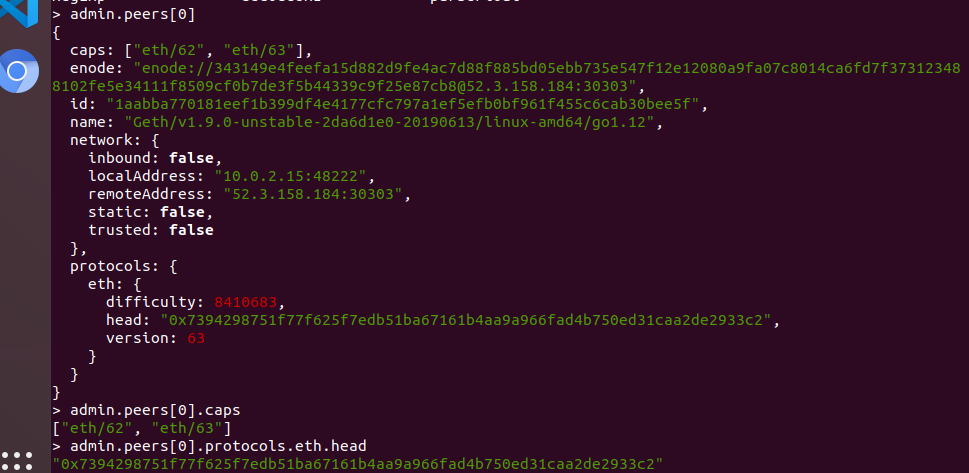 > admin.peers[0]
{
  caps: ["eth/62", "eth/63"],
  enode: "enode://343149e4feefa15d882d9fe4ac7d88f885bd05ebb735e547f12e12080a9fa07c8014ca6fd7f37312348
8102fe5e34111f8509cf0b7de3f5b44339c9f25e87cb8@52.3.158.184:30303",
  id: "1aabba770181eef1b399df4e4177cfc797a1ef5efb0bf961f455c6cab30bee5f",
  name: "Geth/v1.9.0-unstable-2da6d1e0-20190613/linux-amd64/go1.12",
  network: {
    inbound: false,
    localAddress: "10.0.2.15:48222",
    remoteAddress: "52.3.158.184:30303",
    static: false,
    trusted: false
  },
  protocols: {
    eth: {
      difficulty: 8410683,
      head: "0x7394298751f77f625f7edb51ba67161b4aa9a966fad4b750ed31caa2de2933c2",
      version: 63
    }
  }
}
> admin.peers[0].caps
["eth/62", "eth/63"]
> admin.peers[0].protocols.eth.head
"0x7394298751f77f625f7edb51ba67161b4aa9a966fad4b750ed31caa2de2933c2"